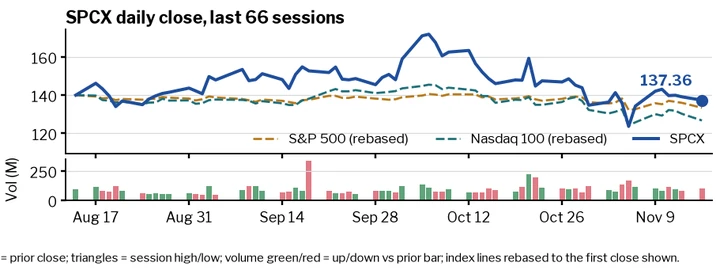 SPCX daily close, last 66 sessions
160
140
120
137.36
S&P 500 (rebased) Nasdaq 100 (rebased) SPCX
Vol (M)
250
0
Aug 17 Aug 31 Sep 14 Sep 28 Oct 12 Oct 26 Nov 9
= prior close; triangles = session high/low; volume green/red = up/down vs prior bar; index lines rebased to the first close shown.